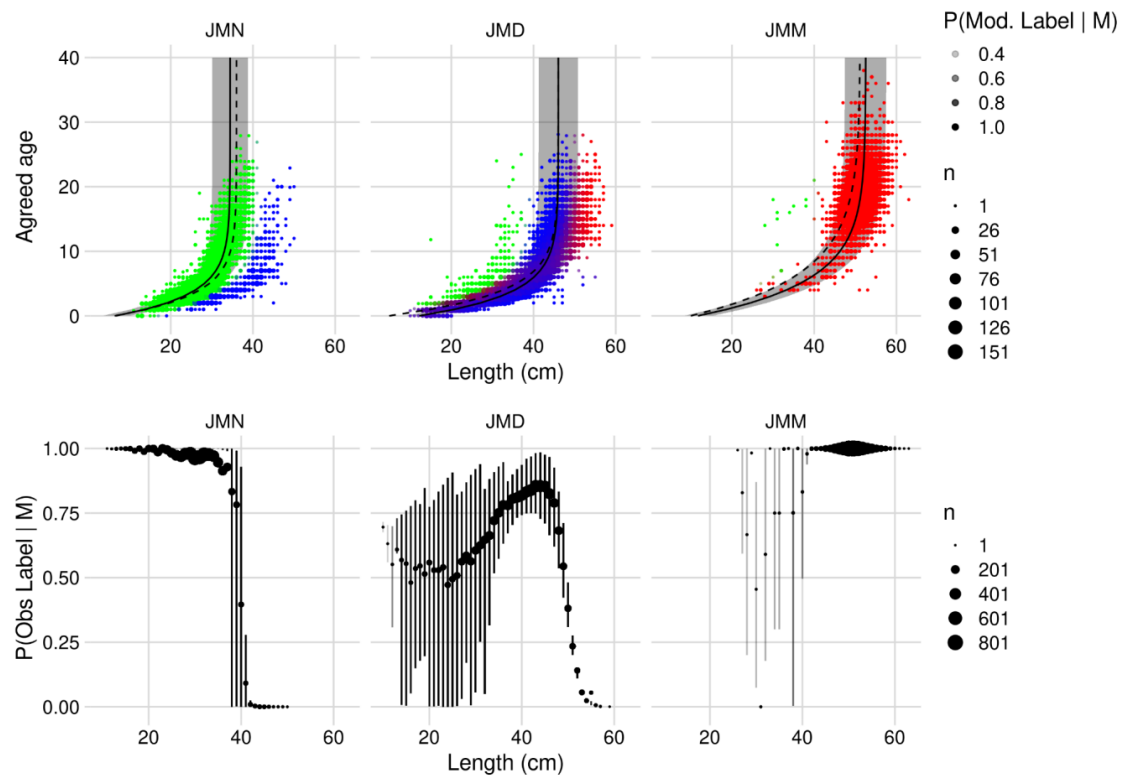 JMN JMD JMM
Agreed age
40
30
20
10
0
20 40 60 20 40 60 20 40 60
Length (cm)
P(Mod. Label | M)
0.4
0.6
0.8
1.0
n
1
26
51
76
101
126
151
JMN JMD JMM
P(Obs Label | M)
1.00
0.75
0.50
0.25
0.00
20 40 60 20 40 60 20 40 60
Length (cm)
n
1
201
401
601
801